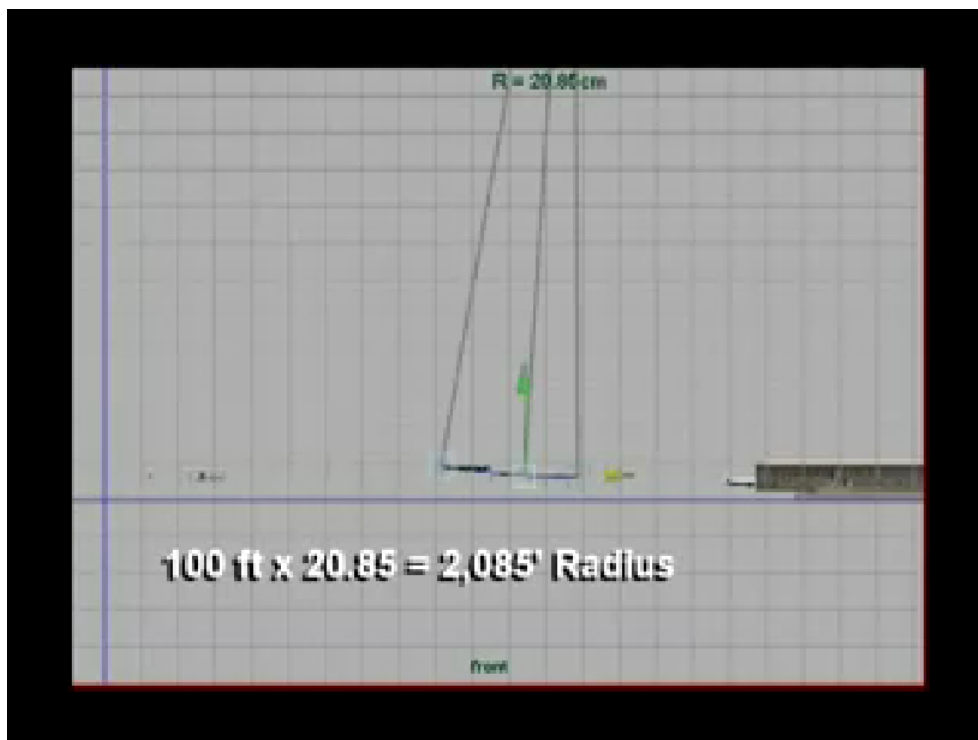 R = 20.85cm
100 ft x 20.85 = 2,085' Radius
front